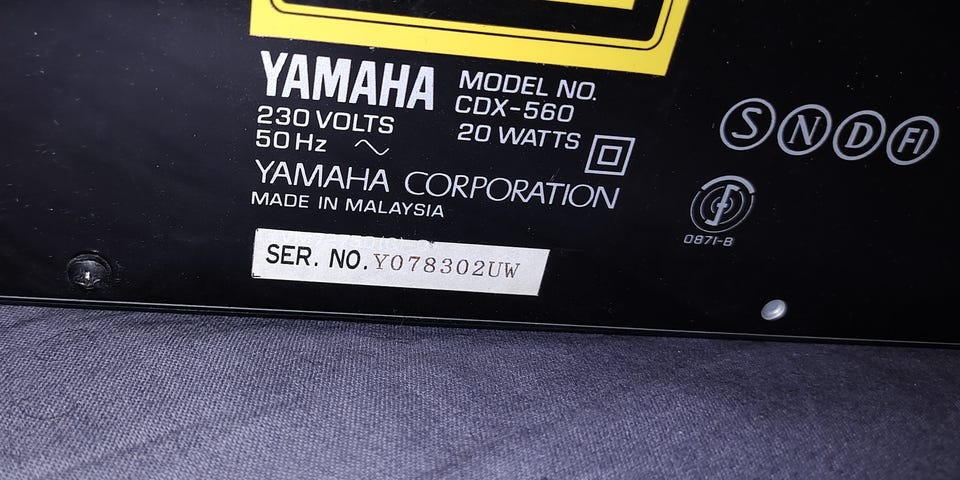 YAMAHA
MODEL NO.
CDX-560
230 VOLTS
20 WATTS
50 Hz ~
YAMAHA CORPORATION
MADE IN MALAYSIA
SER. NO. Y078302UW
S N D FI
0871-B